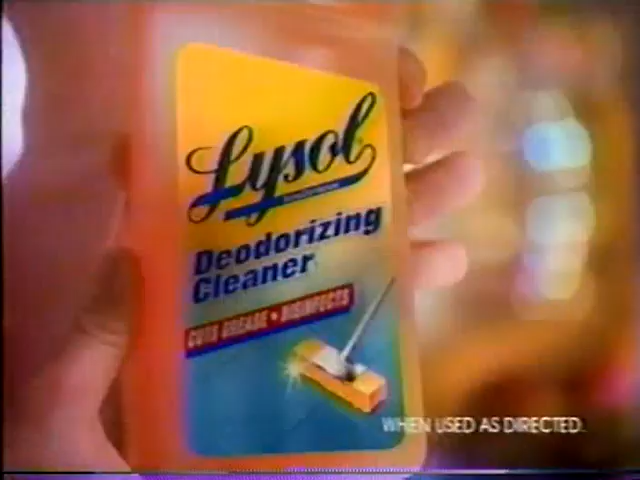 Lysol
Deodorizing
Cleaner
CUTS GREASE • DISINFECTS
WHEN USED AS DIRECTED.